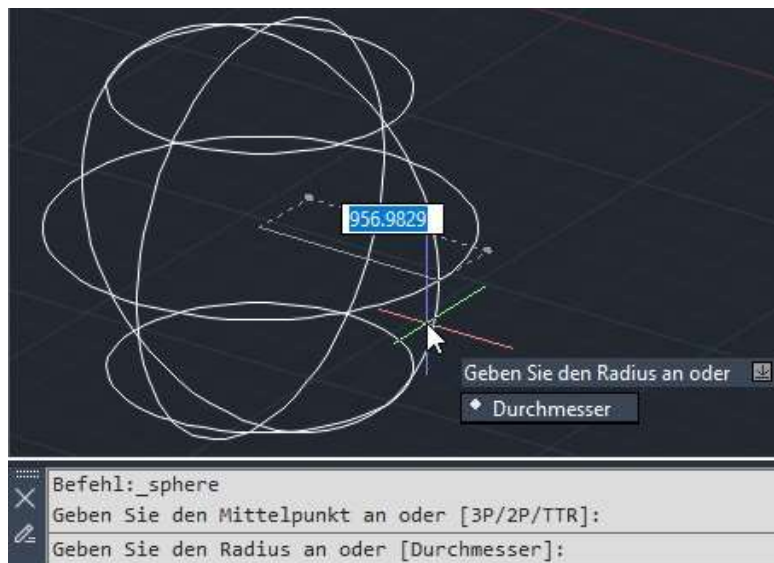 956.9829
Geben Sie den Radius an oder
Durchmesser
Befehl:_sphere
Geben Sie den Mittelpunkt an oder [3P/2P/TTR]:
Geben Sie den Radius an oder [Durchmesser]: